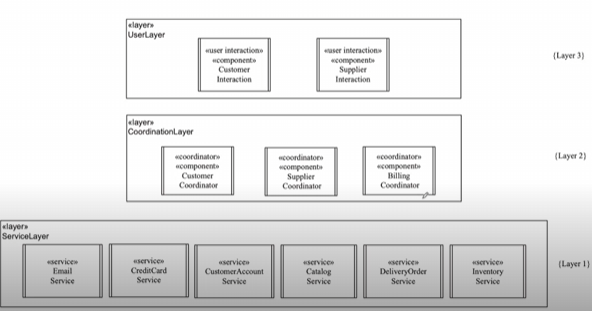 «layer»
UserLayer
«user interaction»
«component»
Customer
Interaction
«user interaction»
«component»
Supplier
Interaction
(Layer 3)
«layer»
CoordinationLayer
«coordinator»
«component»
Customer
Coordinator
«coordinator»
«component»
Supplier
Coordinator
«coordinator»
«component»
Billing
Coordinator
(Layer 2)
«layer»
ServiceLayer
«service»
Email
Service
«service»
CreditCard
Service
«service»
CustomerAccount
Service
«service»
Catalog
Service
«service»
DeliveryOrder
Service
«service»
Inventory
Service
(Layer 1)